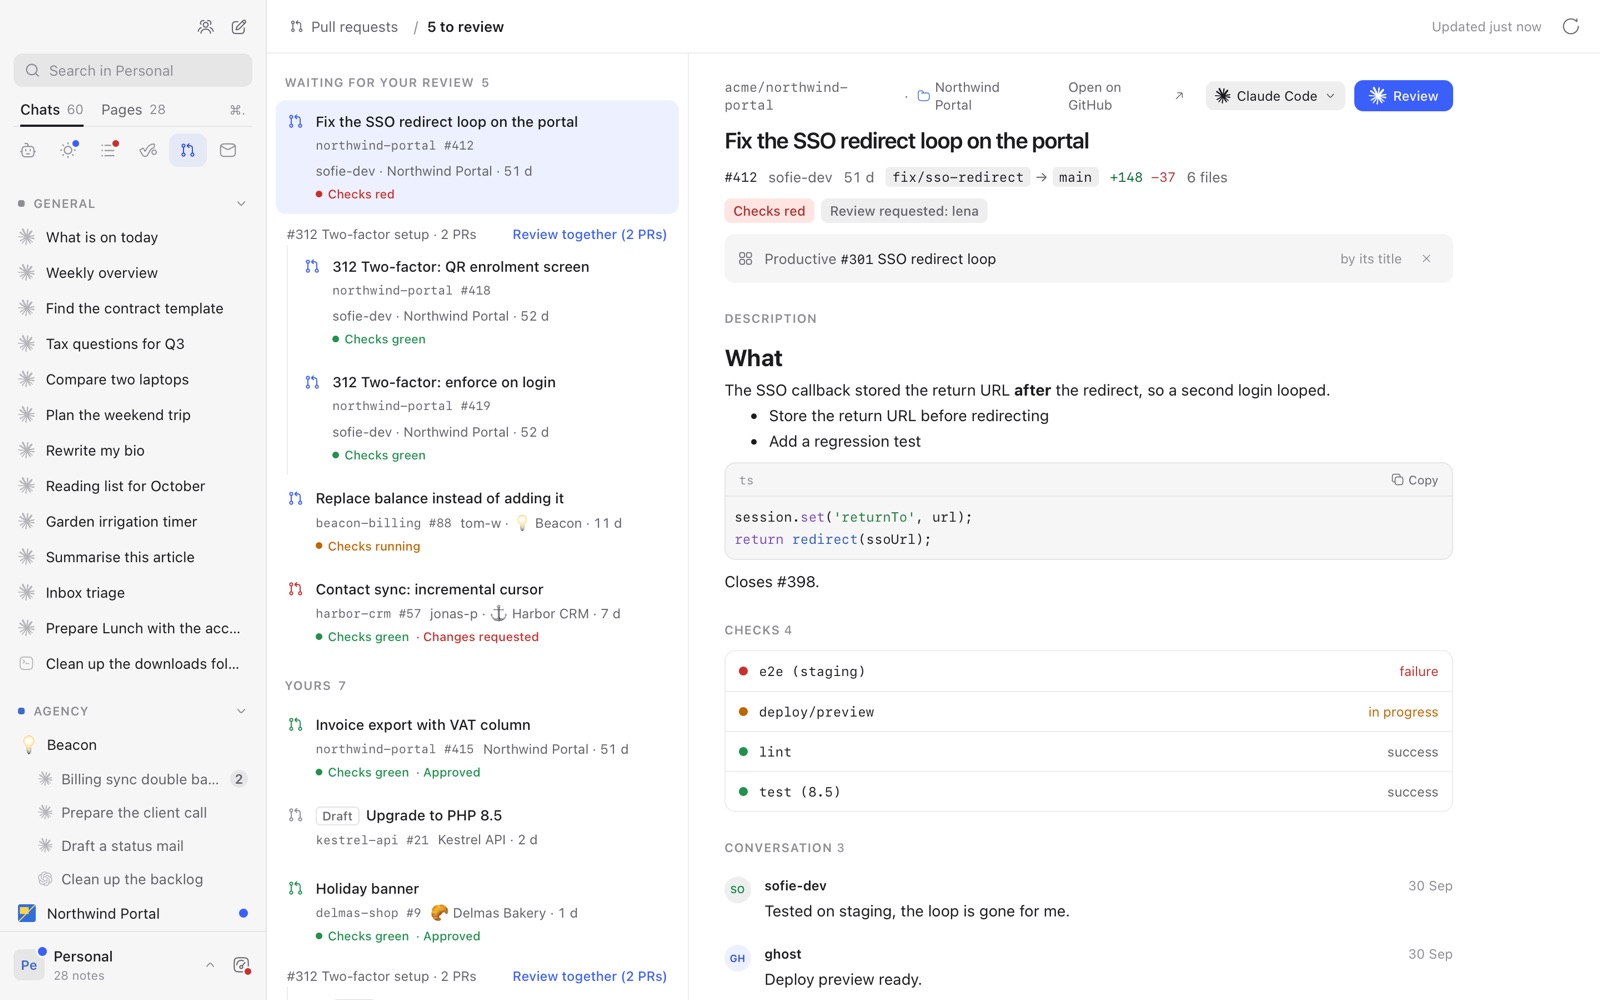 Search in Personal
Chats 60 Pages 28 ⌘.
GENERAL
What is on today
Weekly overview
Find the contract template
Tax questions for Q3
Compare two laptops
Plan the weekend trip
Rewrite my bio
Reading list for October
Garden irrigation timer
Summarise this article
Inbox triage
Prepare Lunch with the acc...
Clean up the downloads fol...
AGENCY
Beacon
Billing sync double ba... 2
Prepare the client call
Draft a status mail
Clean up the backlog
Northwind Portal
Pe Personal
28 notes
Pull requests / 5 to review
Updated just now
WAITING FOR YOUR REVIEW 5
Fix the SSO redirect loop on the portal
northwind-portal #412
sofie-dev · Northwind Portal · 51 d
Checks red
#312 Two-factor setup · 2 PRs Review together (2 PRs)
312 Two-factor: QR enrolment screen
northwind-portal #418
sofie-dev · Northwind Portal · 52 d
Checks green
312 Two-factor: enforce on login
northwind-portal #419
sofie-dev · Northwind Portal · 52 d
Checks green
Replace balance instead of adding it
beacon-billing #88 tom-w · 💡 Beacon · 11 d
Checks running
Contact sync: incremental cursor
harbor-crm #57 jonas-p · ⚓ Harbor CRM · 7 d
Checks green · Changes requested
YOURS 7
Invoice export with VAT column
northwind-portal #415 Northwind Portal · 51 d
Checks green · Approved
Draft Upgrade to PHP 8.5
kestrel-api #21 Kestrel API · 2 d
Holiday banner
delmas-shop #9 🥐 Delmas Bakery · 1 d
Checks green · Approved
#312 Two-factor setup · 2 PRs Review together (2 PRs)
acme/northwind-portal · Northwind Portal Open on GitHub ↗ Claude Code Review
Fix the SSO redirect loop on the portal
#412 sofie-dev 51 d fix/sso-redirect → main +148 −37 6 files
Checks red Review requested: lena
Productive #301 SSO redirect loop by its title ×
DESCRIPTION
What
The SSO callback stored the return URL after the redirect, so a second login looped.
• Store the return URL before redirecting
• Add a regression test
ts Copy
session.set('returnTo', url);
return redirect(ssoUrl);
Closes #398.
CHECKS 4
e2e (staging) failure
deploy/preview in progress
lint success
test (8.5) success
CONVERSATION 3
SO sofie-dev 30 Sep
Tested on staging, the loop is gone for me.
GH ghost 30 Sep
Deploy preview ready.